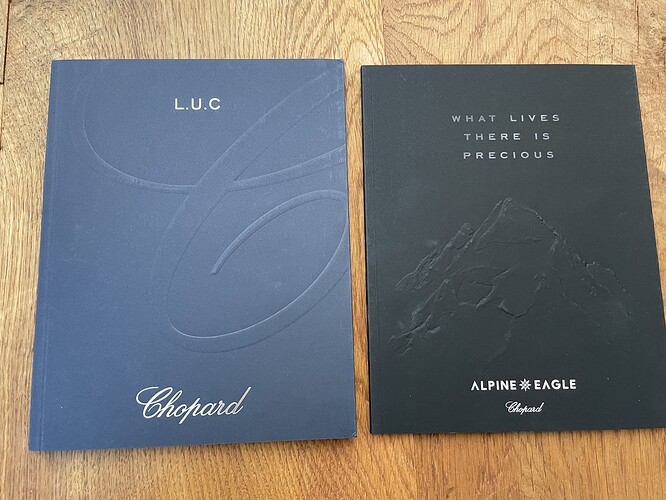 L.U.C
Chopard
WHAT LIVES
THERE IS
PRECIOUS
ALPINE EAGLE
Chopard